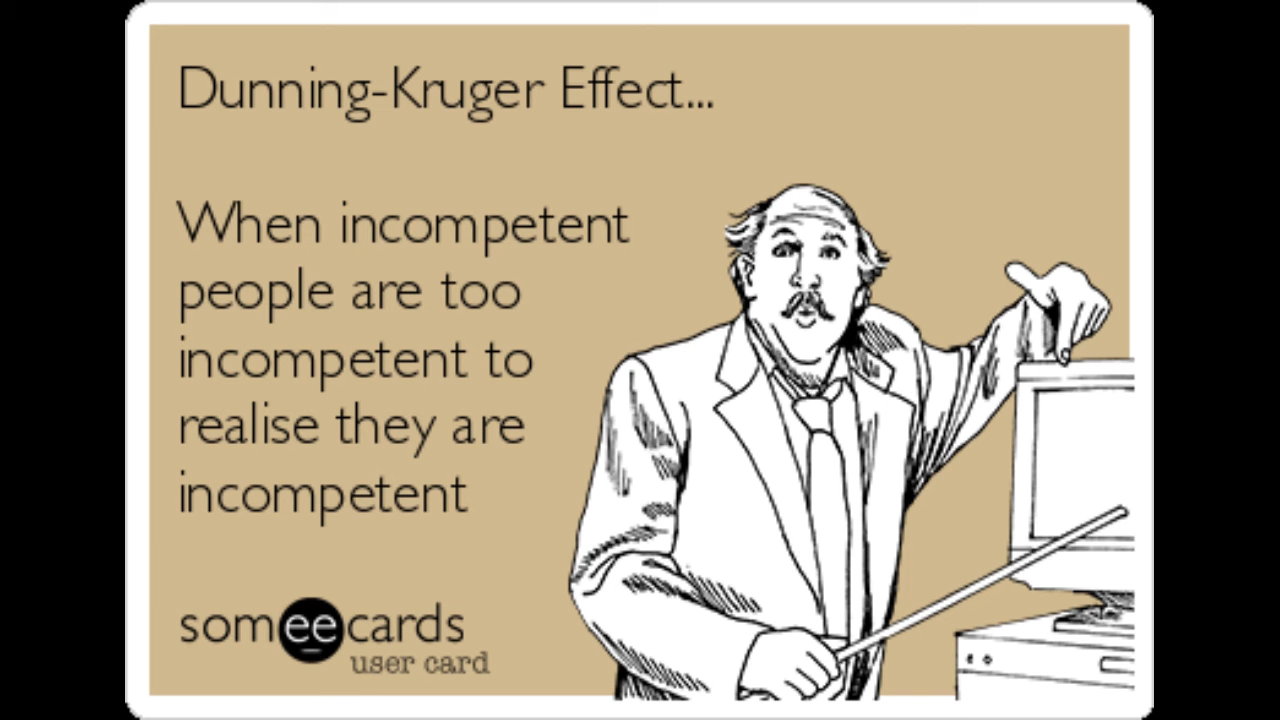 Dunning-Kruger Effect...
When incompetent
people are too
incompetent to
realise they are
incompetent
someecards
user card